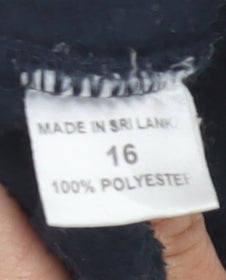 MADE IN SRI LANKA
16
100% POLYESTER